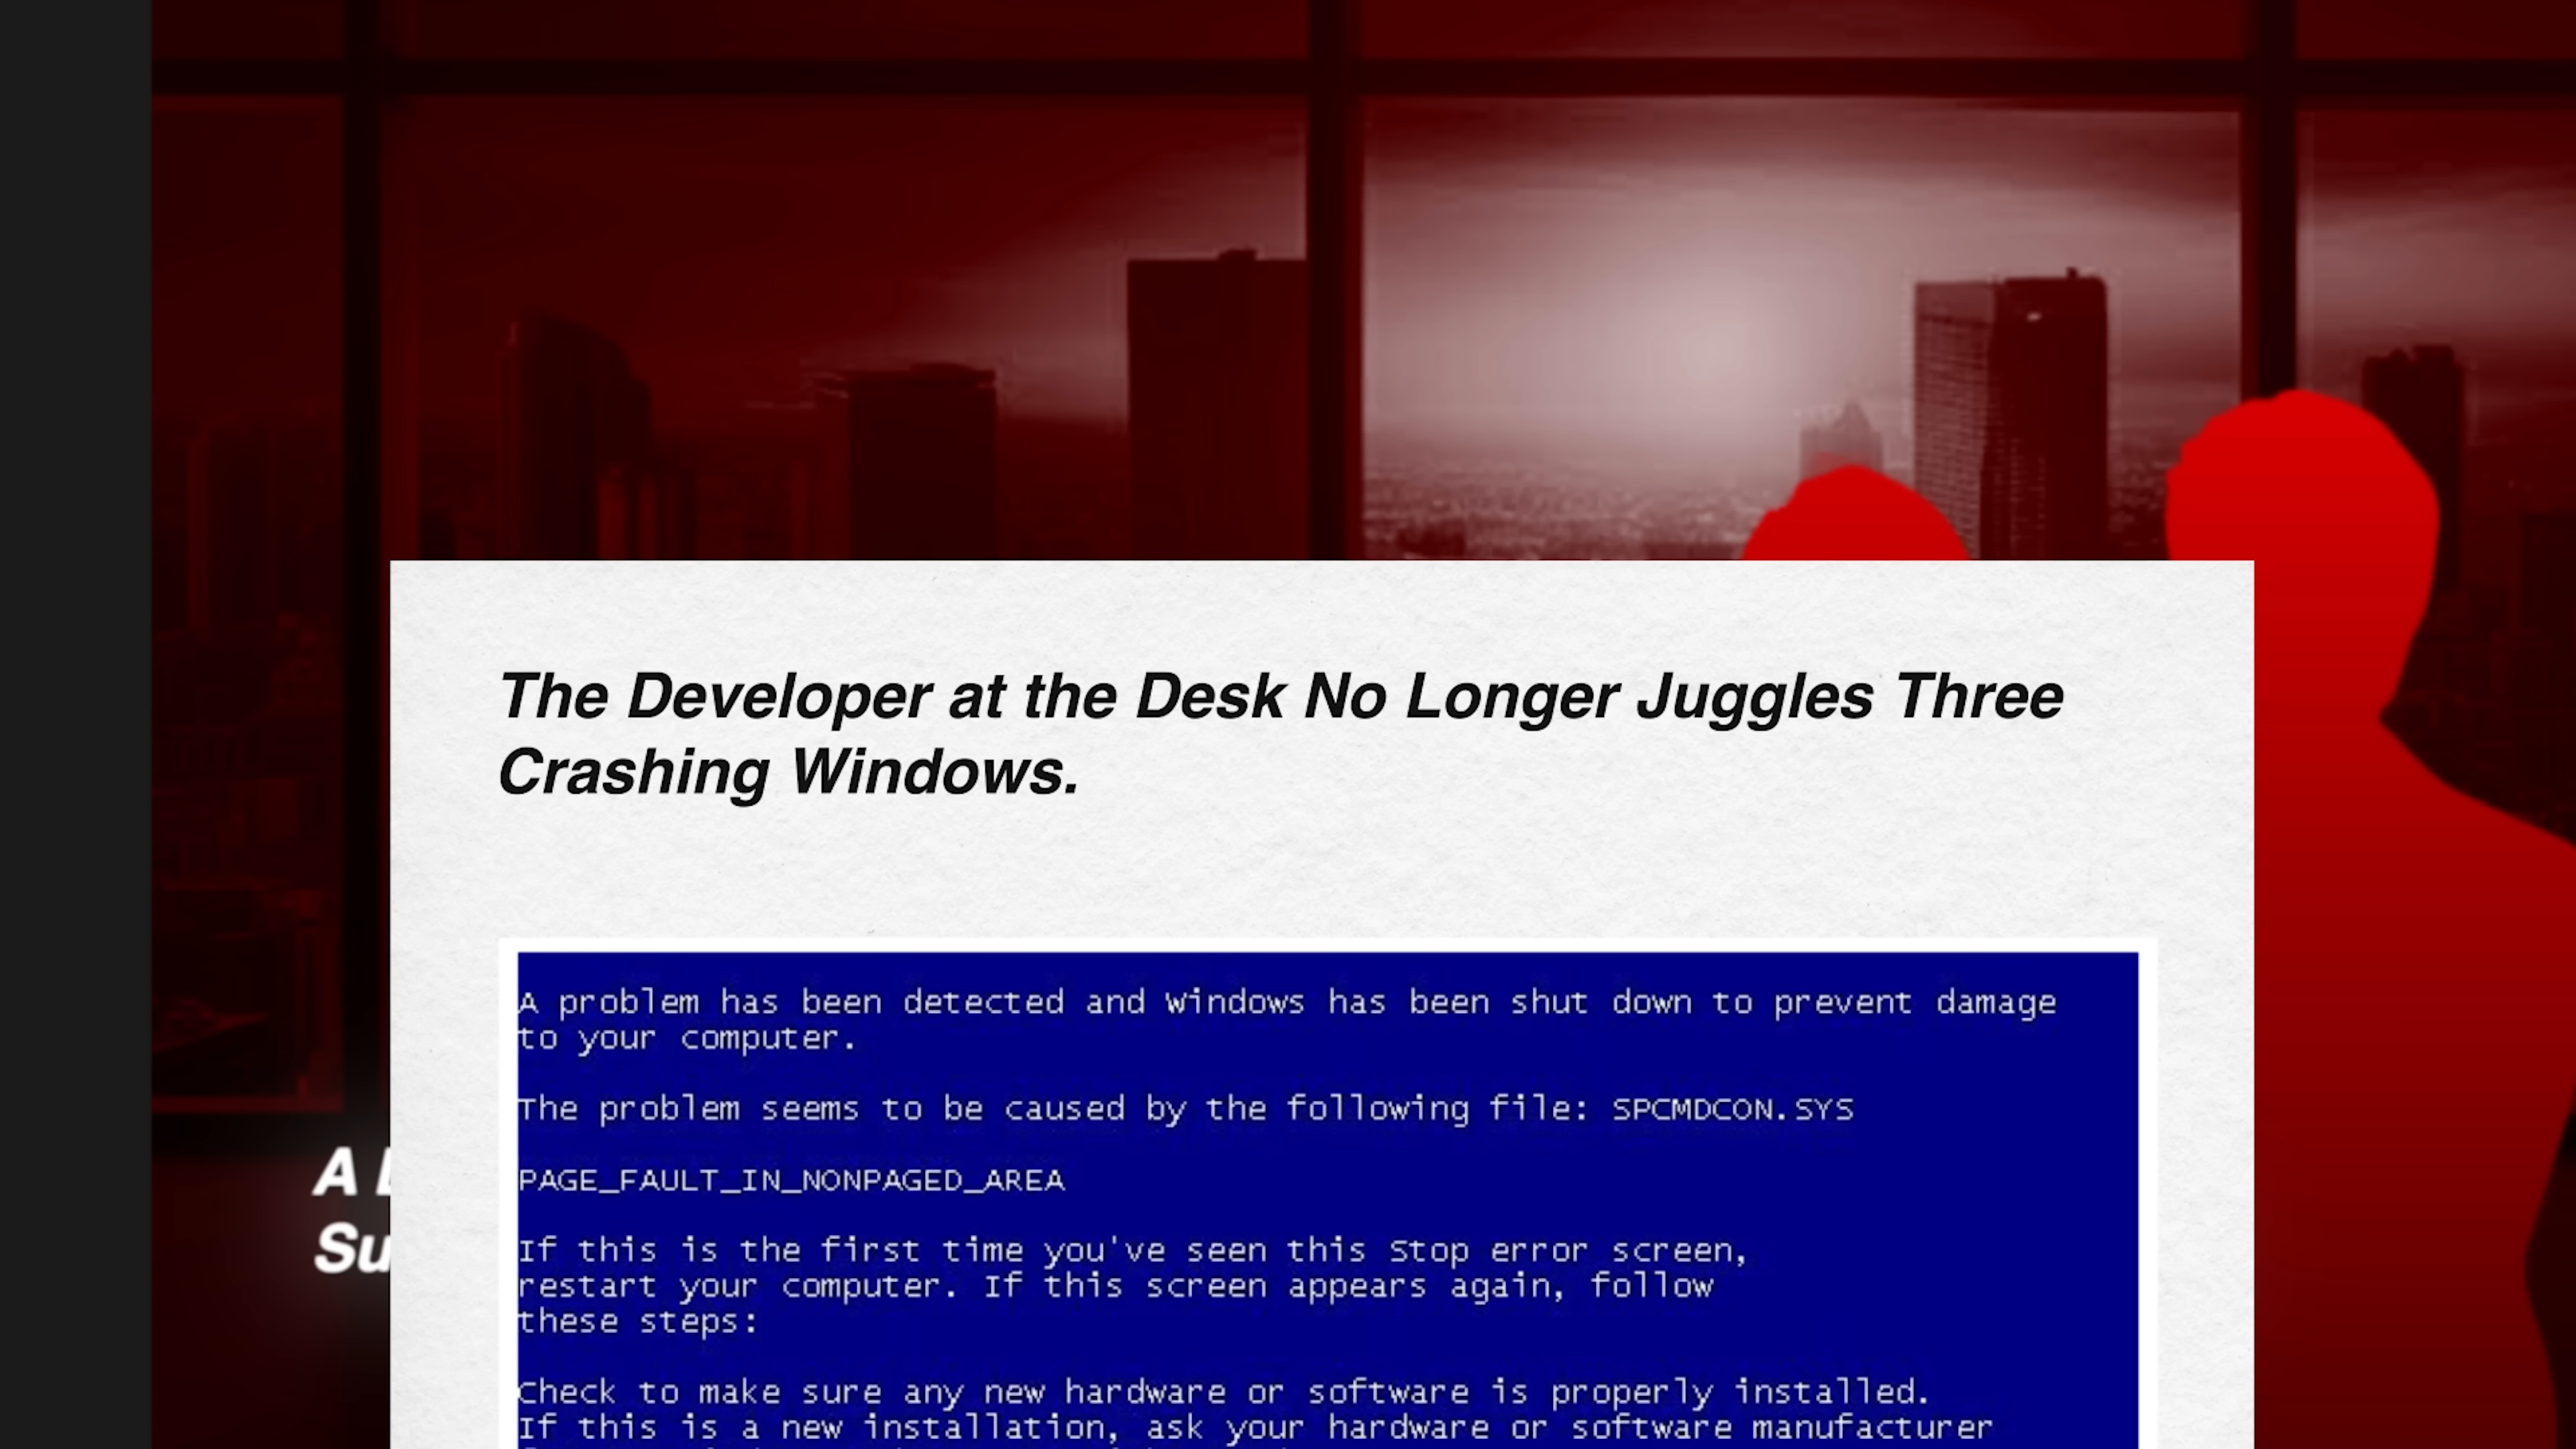 The Developer at the Desk No Longer Juggles Three
Crashing Windows.
A problem has been detected and Windows has been shut down to prevent damage
to your computer.
The problem seems to be caused by the following file: SPCMDCON.SYS
PAGE_FAULT_IN_NONPAGED_AREA
If this is the first time you've seen this Stop error screen,
restart your computer. If this screen appears again, follow
these steps:
Check to make sure any new hardware or software is properly installed.
If this is a new installation, ask your hardware or software manufacturer
A
Su